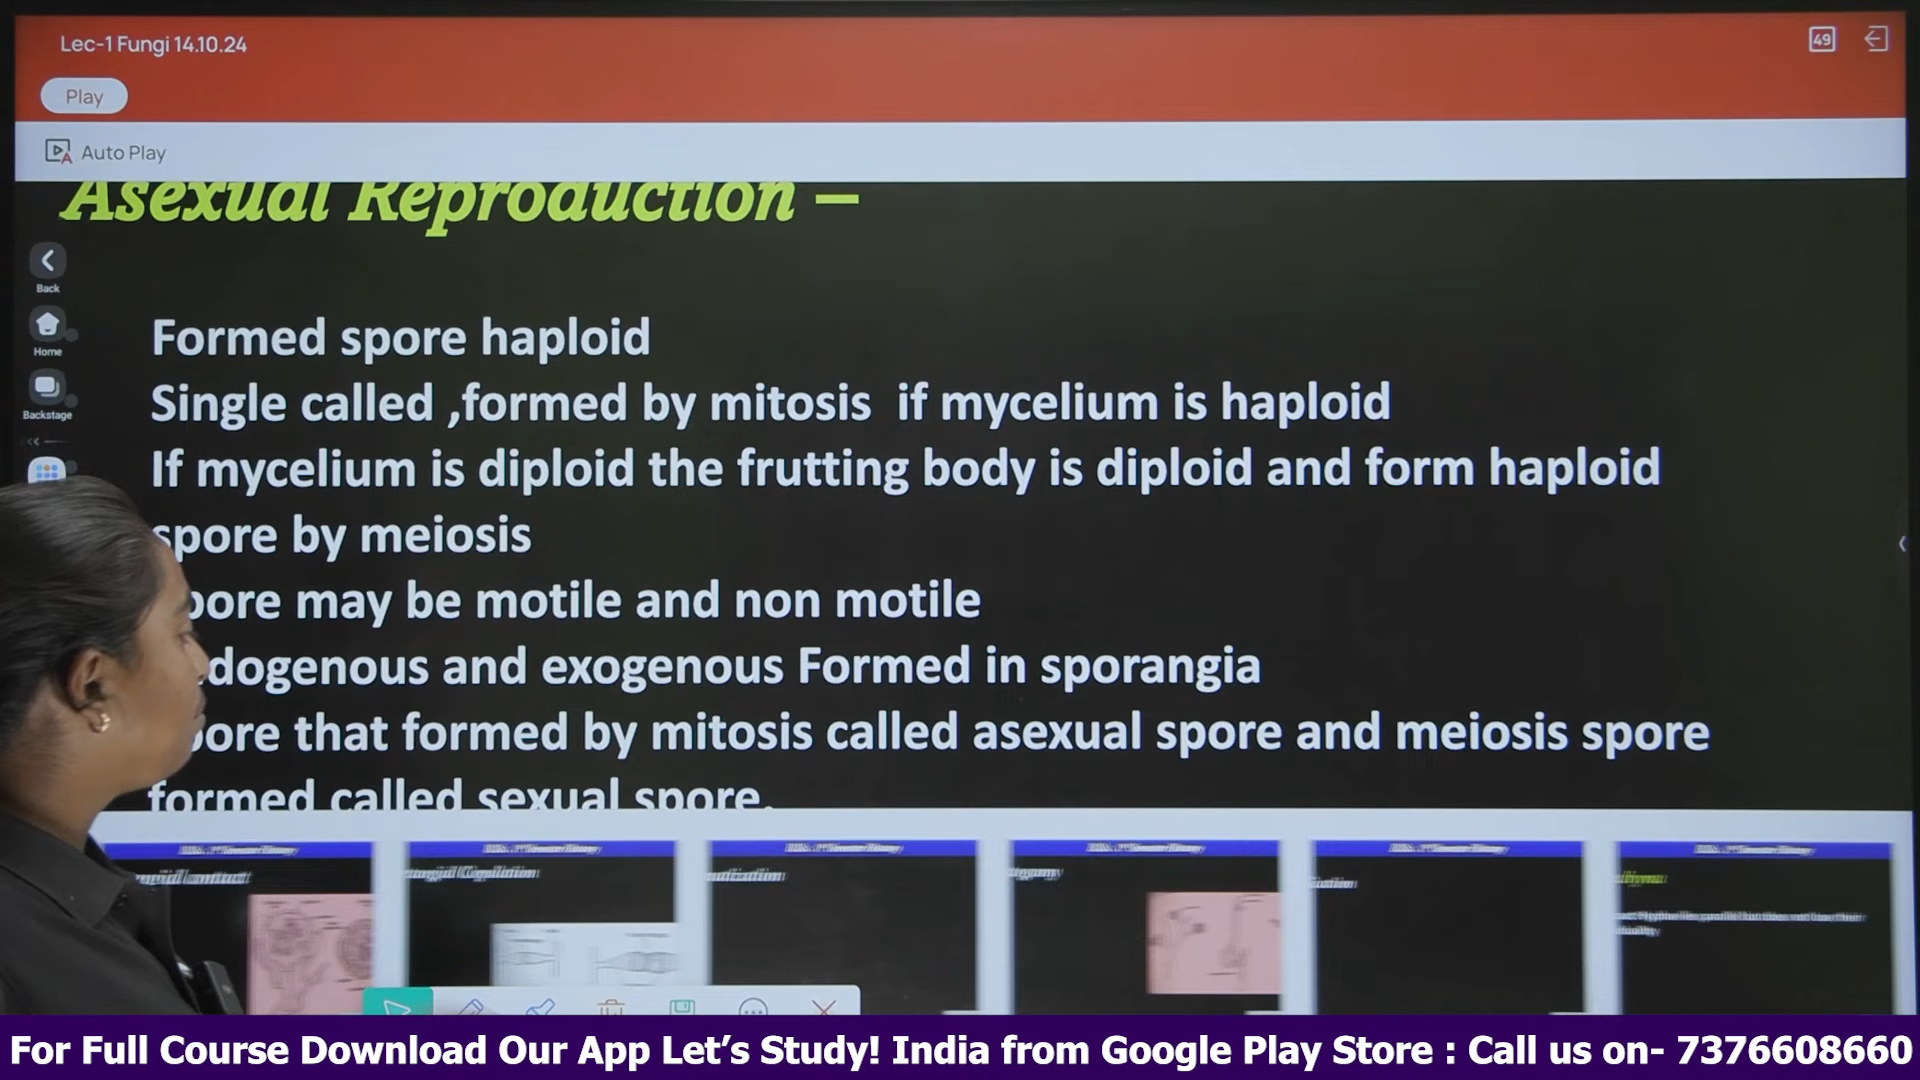 Lec-1 Fungi 14.10.24
49
Play
Auto Play
Asexual Reproduction –
Back
Home
Backstage
Formed spore haploid
Single called ,formed by mitosis if mycelium is haploid
If mycelium is diploid the frutting body is diploid and form haploid
spore by meiosis
pore may be motile and non motile
dogenous and exogenous Formed in sporangia
pore that formed by mitosis called asexual spore and meiosis spore
formed called sexual spore.
For Full Course Download Our App Let’s Study! India from Google Play Store : Call us on- 7376608660